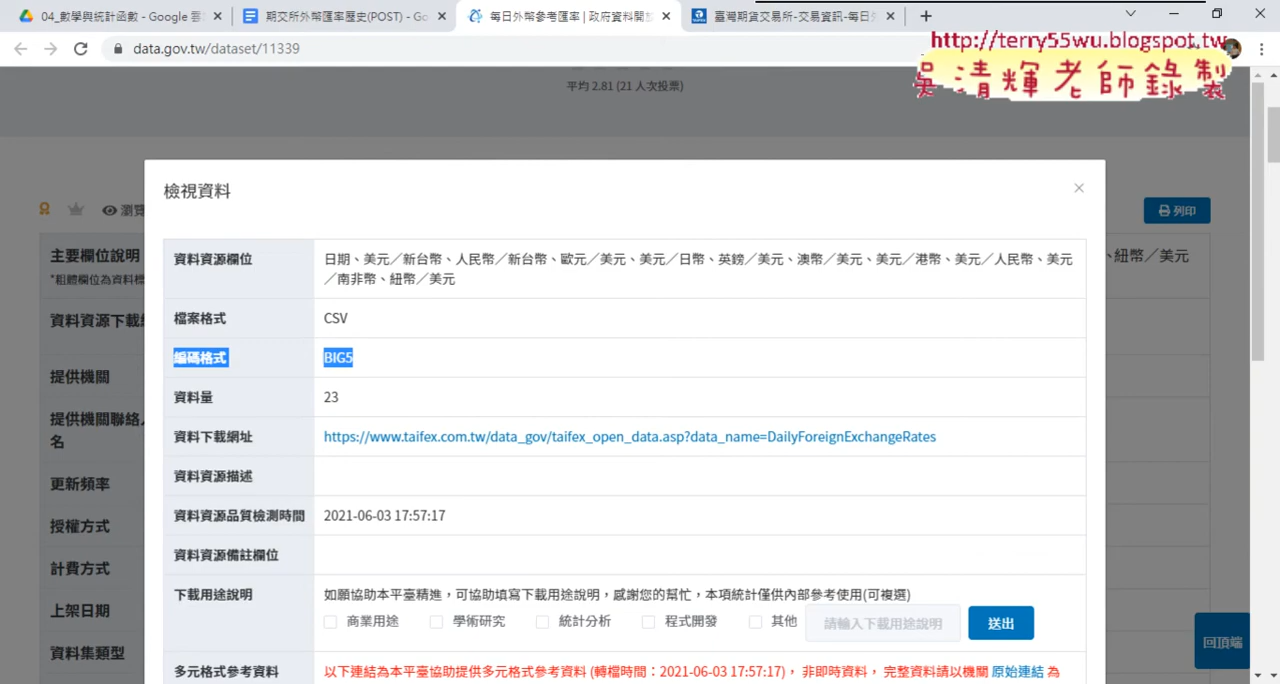 04_數學與統計函數 - Google 雲
期交所外幣匯率歷史(POST) - Go
每日外幣參考匯率 | 政府資料開放
臺灣期貨交易所-交易資訊-每日外
data.gov.tw/dataset/11339
http://terry55wu.blogspot.tw
吳清輝老師錄製
平均 2.81 (21 人次投票)
檢視資料
瀏覽
列印
主要欄位說明
*粗體欄位為資料標
、紐幣／美元
資料資源下載網
提供機關
提供機關聯絡人
名
更新頻率
授權方式
計費方式
上架日期
資料集類型
資料資源欄位
日期、美元／新台幣、人民幣／新台幣、歐元／美元、美元／日幣、英鎊／美元、澳幣／美元、美元／港幣、美元／人民幣、美元
／南非幣、紐幣／美元
檔案格式
CSV
編碼格式
BIG5
資料量
23
資料下載網址
https://www.taifex.com.tw/data_gov/taifex_open_data.asp?data_name=DailyForeignExchangeRates
資料資源描述
資料資源品質檢測時間
2021-06-03 17:57:17
資料資源備註欄位
下載用途說明
如願協助本平臺精進，可協助填寫下載用途說明，感謝您的幫忙，本項統計僅供內部參考使用(可複選)
商業用途
學術研究
統計分析
程式開發
其他
請輸入下載用途說明
送出
回頂端
多元格式參考資料
以下連結為本平臺協助提供多元格式參考資料 (轉檔時間：2021-06-03 17:57:17)， 非即時資料， 完整資料請以機關 原始連結 為